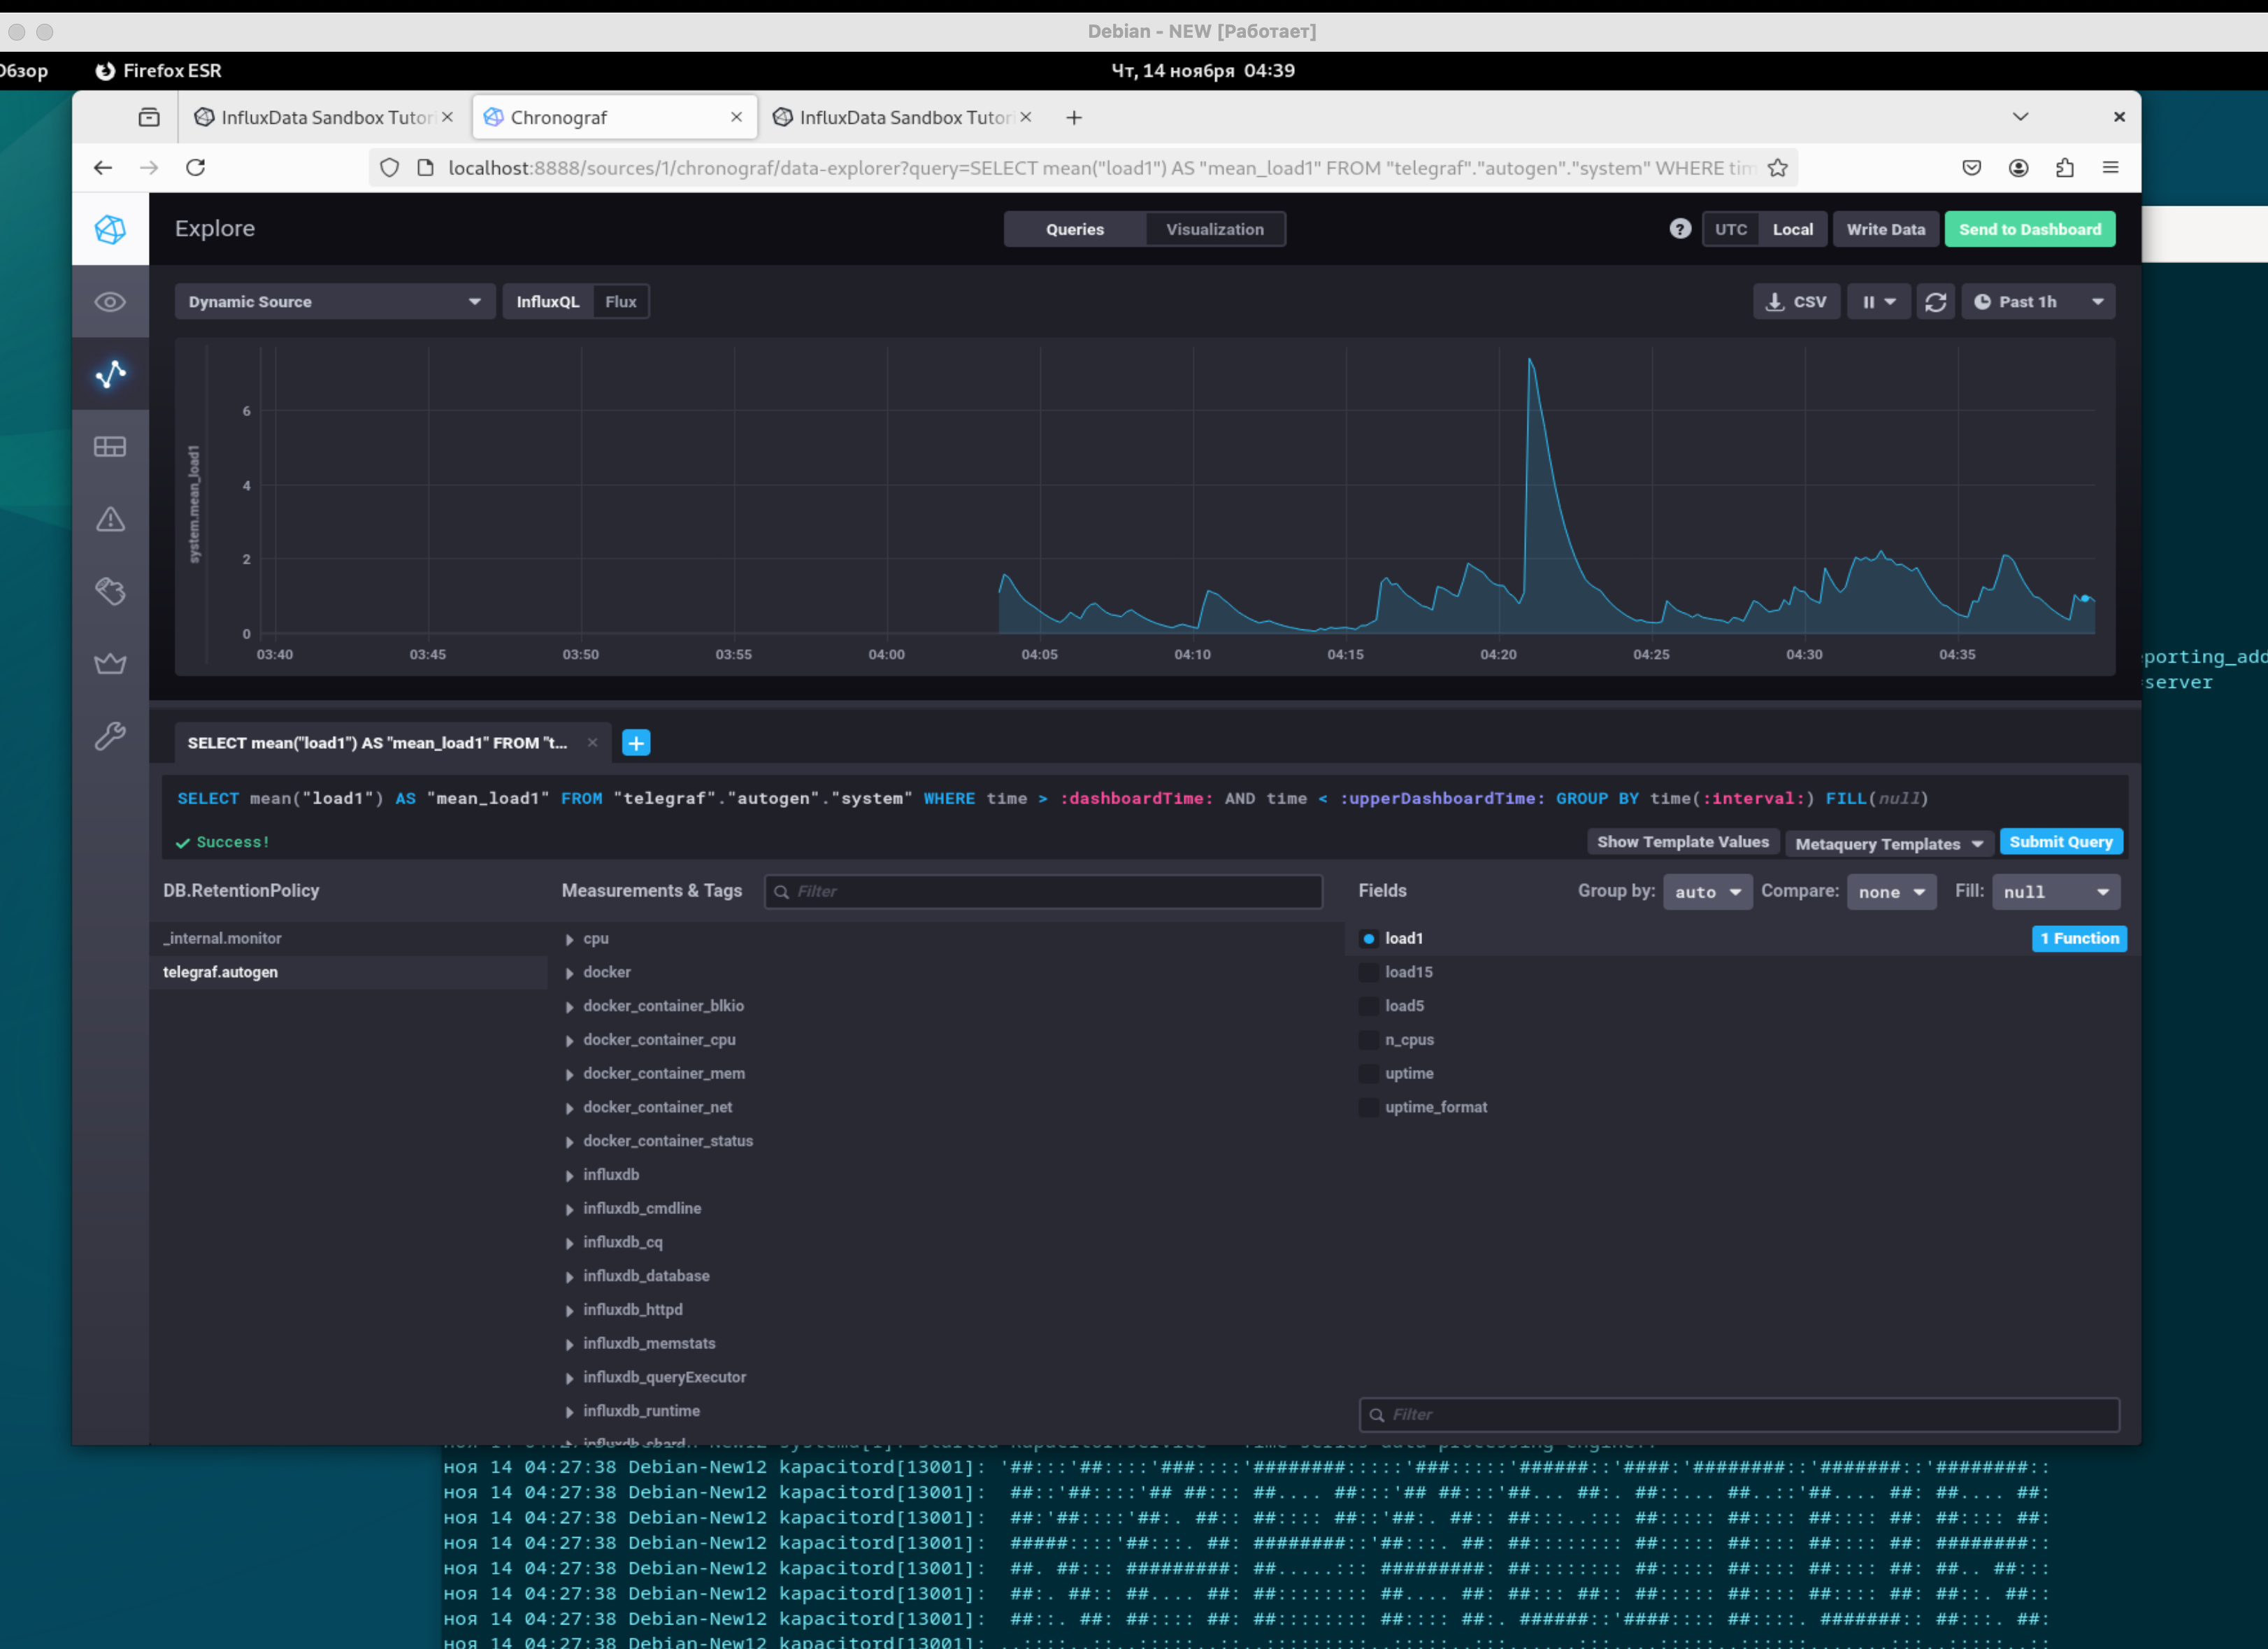 Debian - NEW [Работает]
Обзор Firefox ESR Чт, 14 ноября 04:39
InfluxData Sandbox Tutori Chronograf InfluxData Sandbox Tutori
localhost:8888/sources/1/chronograf/data-explorer?query=SELECT mean("load1") AS "mean_load1" FROM "telegraf"."autogen"."system" WHERE tim
Explore Queries Visualization ? UTC Local Write Data Send to Dashboard
Dynamic Source InfluxQL Flux CSV Past 1h
system.mean_load1
6
4
2
0
03:40 03:45 03:50 03:55 04:00 04:05 04:10 04:15 04:20 04:25 04:30 04:35
porting_add
server
SELECT mean("load1") AS "mean_load1" FROM "t...
SELECT mean("load1") AS "mean_load1" FROM "telegraf"."autogen"."system" WHERE time > :dashboardTime: AND time < :upperDashboardTime: GROUP BY time(:interval:) FILL(null)
Success! Show Template Values Metaquery Templates Submit Query
DB.RetentionPolicy Measurements & Tags Filter Fields Group by: auto Compare: none Fill: null
_internal.monitor cpu load1 1 Function
telegraf.autogen docker load15
docker_container_blkio load5
docker_container_cpu n_cpus
docker_container_mem uptime
docker_container_net uptime_format
docker_container_status
influxdb
influxdb_cmdline
influxdb_cq
influxdb_database
influxdb_httpd
influxdb_memstats
influxdb_queryExecutor
influxdb_runtime Filter
influxdb_shard
ноя 14 04:27:38 Debian-New12 kapacitord[13001]: '##:::'##::::'###::::'########:::::'###:::::'######::'####:'########::'#######::'########::
ноя 14 04:27:38 Debian-New12 kapacitord[13001]: ##::'##::::'## ##::: ##.... ##:::'## ##:::'##... ##:. ##::... ##..::'##.... ##: ##.... ##:
ноя 14 04:27:38 Debian-New12 kapacitord[13001]: ##:'##::::'##:. ##:: ##:::: ##::'##:. ##:: ##:::..::: ##::::: ##:::: ##:::: ##: ##:::: ##:
ноя 14 04:27:38 Debian-New12 kapacitord[13001]: #####::::'##:::. ##: ########::'##:::. ##: ##:::::::: ##::::: ##:::: ##:::: ##: ########::
ноя 14 04:27:38 Debian-New12 kapacitord[13001]: ##. ##::: #########: ##.....::: #########: ##:::::::: ##::::: ##:::: ##:::: ##: ##.. ##:::
ноя 14 04:27:38 Debian-New12 kapacitord[13001]: ##:. ##:: ##.... ##: ##:::::::: ##.... ##: ##::: ##:: ##::::: ##:::: ##:::: ##: ##::. ##::
ноя 14 04:27:38 Debian-New12 kapacitord[13001]: ##::. ##: ##:::: ##: ##:::::::: ##:::: ##:. ######::'####:::: ##:::::. #######:: ##:::. ##:
ноя 14 04:27:38 Debian-New12 kapacitord[13001]: